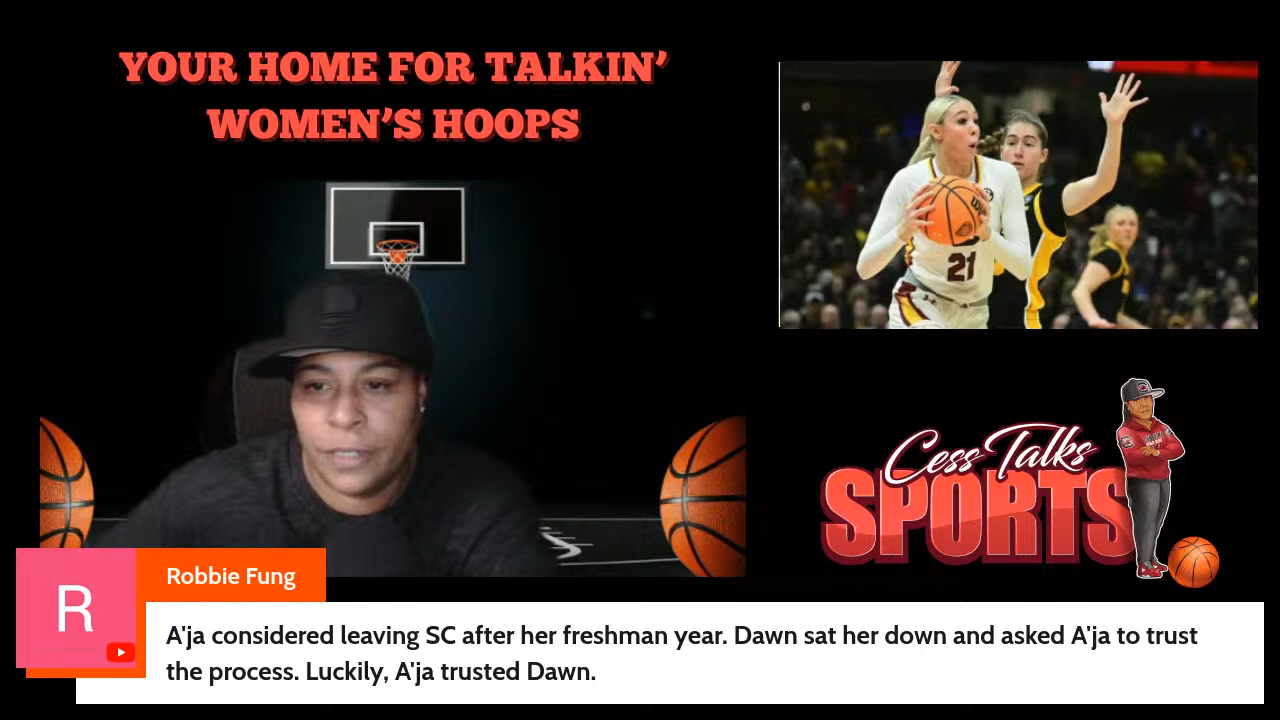 YOUR HOME FOR TALKIN'
WOMEN'S HOOPS
21
Cess Talks
SPORTS
R
Robbie Fung
A'ja considered leaving SC after her freshman year. Dawn sat her down and asked A'ja to trust
the process. Luckily, A'ja trusted Dawn.